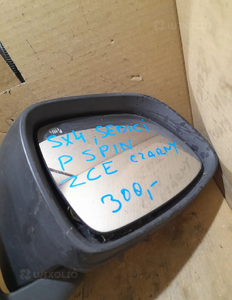 SX4, SEDICI
P SPIN
ZCE CZARNY
300,-